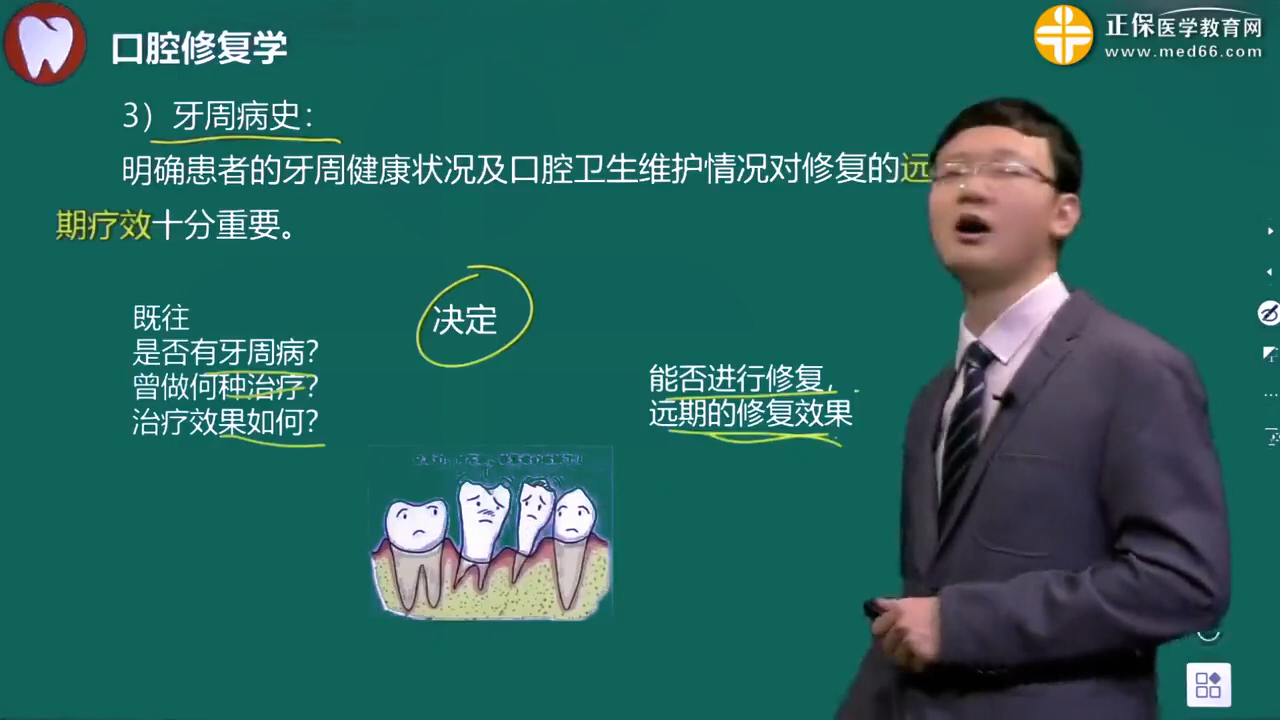 口腔修复学
正保医学教育网
www.med66.com
3）牙周病史：
明确患者的牙周健康状况及口腔卫生维护情况对修复的远
期疗效十分重要。
既往
是否有牙周病？
曾做何种治疗？
治疗效果如何？
决定
能否进行修复，
远期的修复效果